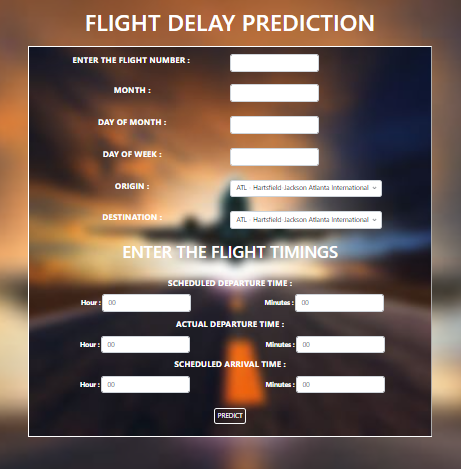 FLIGHT DELAY PREDICTION
ENTER THE FLIGHT NUMBER :
MONTH :
DAY OF MONTH :
DAY OF WEEK :
ORIGIN : ATL - Hartsfield Jackson Atlanta International
DESTINATION : ATL - Hartsfield Jackson Atlanta International
ENTER THE FLIGHT TIMINGS
SCHEDULED DEPARTURE TIME :
Hour : 00 Minutes : 00
ACTUAL DEPARTURE TIME :
Hour : 00 Minutes : 00
SCHEDULED ARRIVAL TIME :
Hour : 00 Minutes : 00
PREDICT